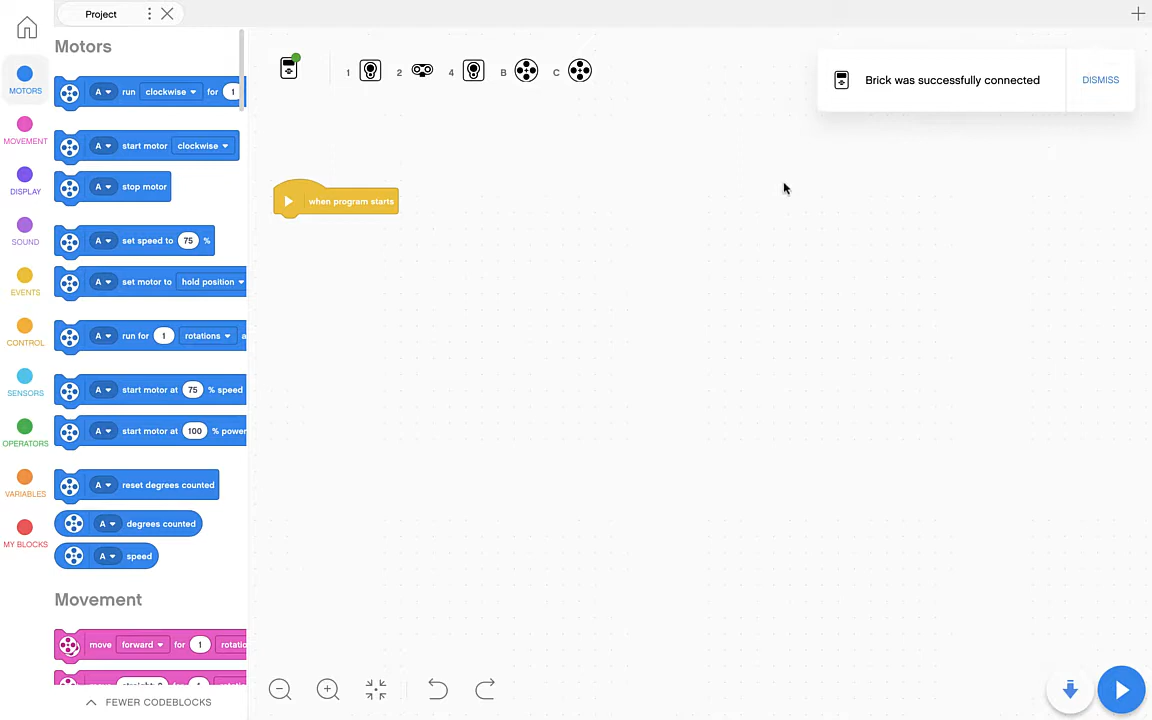 Project
Motors
MOTORS
MOVEMENT
DISPLAY
SOUND
EVENTS
CONTROL
SENSORS
OPERATORS
VARIABLES
MY BLOCKS
A run clockwise for 1
A start motor clockwise
A stop motor
A set speed to 75 %
A set motor to hold position
A run for 1 rotations a
A start motor at 75 % speed
A start motor at 100 % power
A reset degrees counted
A degrees counted
A speed
Movement
move forward for 1 rotatio
FEWER CODEBLOCKS
1 2 4 B C
Brick was successfully connected
DISMISS
when program starts